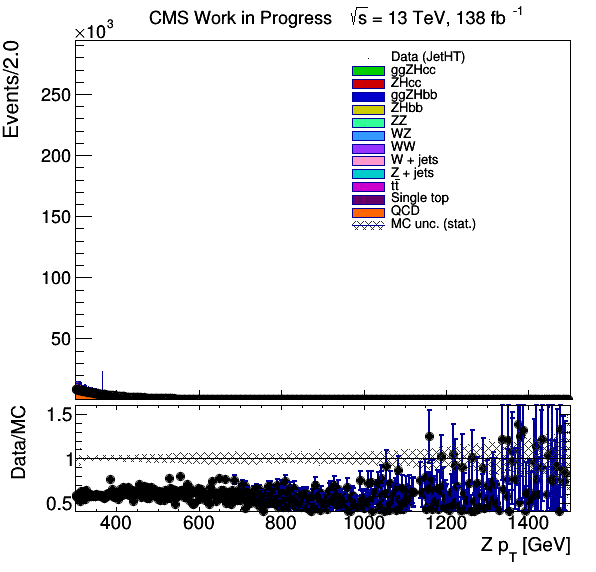 CMS Work in Progress √s = 13 TeV, 138 fb⁻¹
×10³
Events/2.0
250
200
150
100
50
Data (JetHT)
ggZHcc
ZHcc
ggZHbb
ZHbb
ZZ
WZ
WW
W + jets
Z + jets
tt̄
Single top
QCD
MC unc. (stat.)
Data/MC
1.5
1
0.5
400 600 800 1000 1200 1400
Z p_T [GeV]